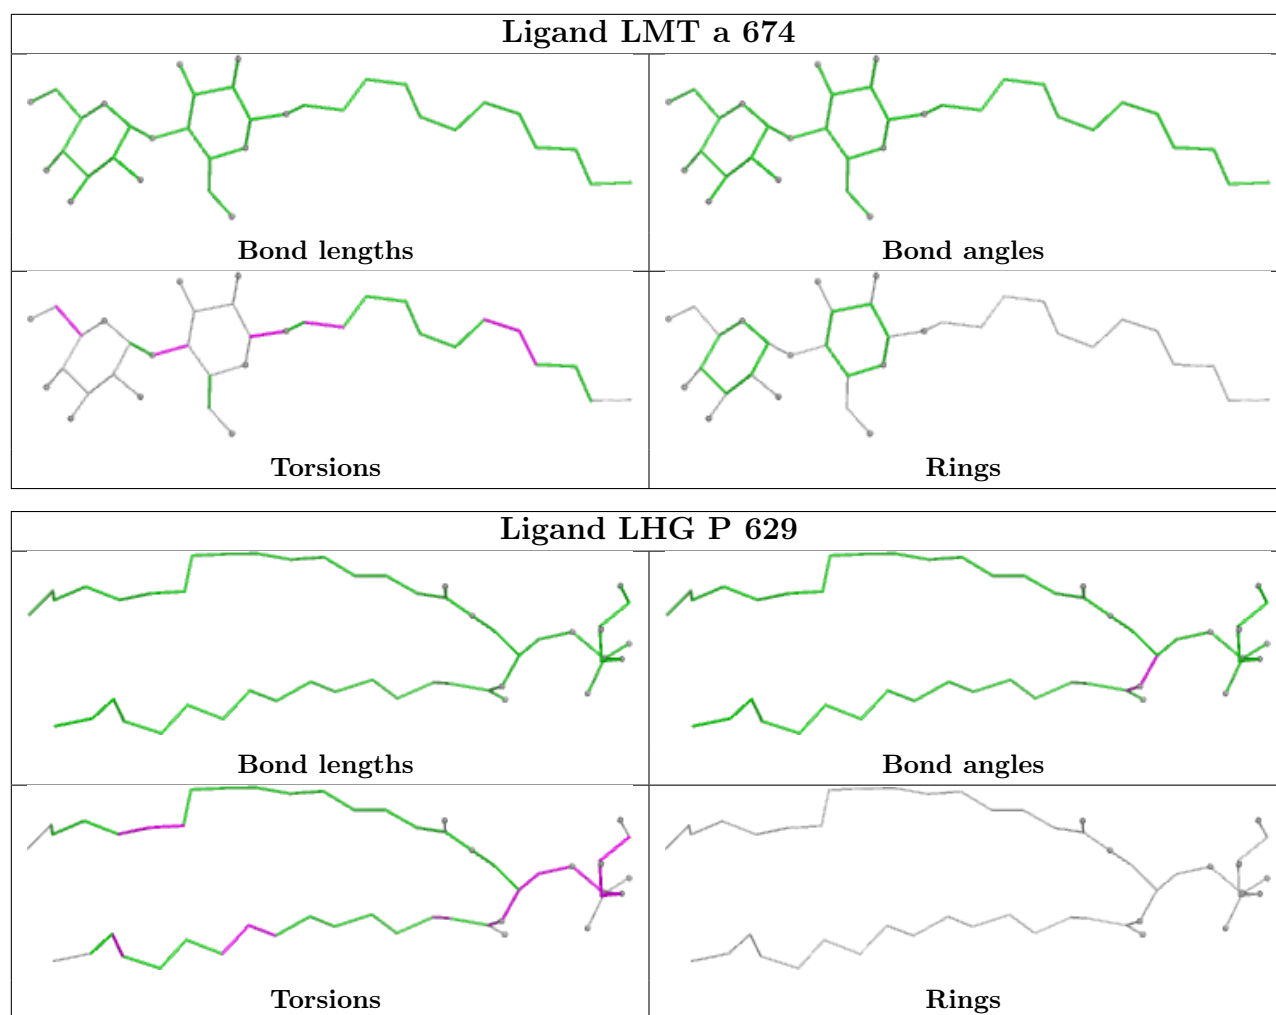 Ligand LMT a 674
Bond lengths
Bond angles
Torsions
Rings
Ligand LHG P 629
Bond lengths
Bond angles
Torsions
Rings